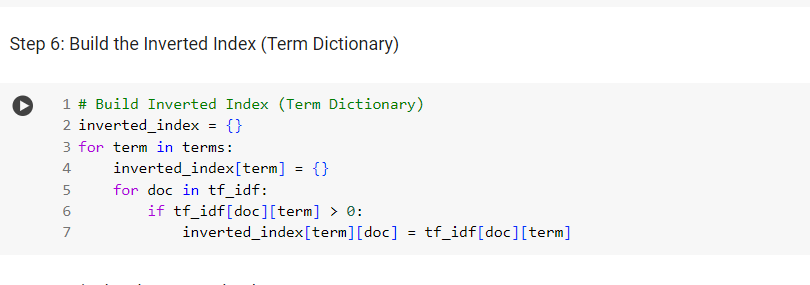 Step 6: Build the Inverted Index (Term Dictionary)
1 # Build Inverted Index (Term Dictionary)
2 inverted_index = {}
3 for term in terms:
4     inverted_index[term] = {}
5     for doc in tf_idf:
6         if tf_idf[doc][term] > 0:
7             inverted_index[term][doc] = tf_idf[doc][term]